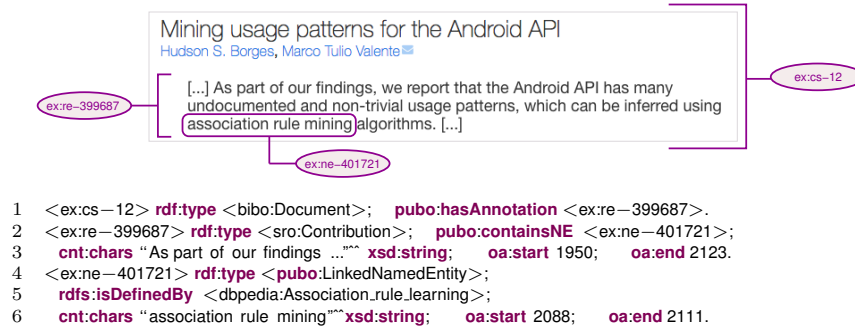 Mining usage patterns for the Android API
Hudson S. Borges, Marco Tulio Valente
ex:cs−12
[...] As part of our findings, we report that the Android API has many
undocumented and non-trivial usage patterns, which can be inferred using
association rule mining algorithms. [...]
ex:re−399687
ex:ne−401721
1 <ex:cs−12> rdf:type <bibo:Document>; pubo:hasAnnotation <ex:re−399687>.
2 <ex:re−399687> rdf:type <sro:Contribution>; pubo:containsNE <ex:ne−401721>;
3 cnt:chars “As part of our findings ...”^^ xsd:string; oa:start 1950; oa:end 2123.
4 <ex:ne−401721> rdf:type <pubo:LinkedNamedEntity>;
5 rdfs:isDefinedBy <dbpedia:Association_rule_learning>;
6 cnt:chars “association rule mining”^^xsd:string; oa:start 2088; oa:end 2111.